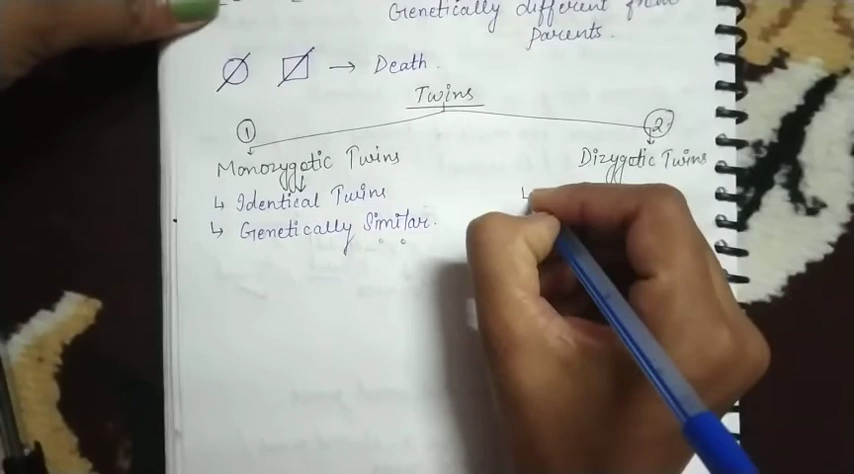 Genetically different from
parents.
→ Death.
Twins
1
2
Monozygotic Twins
Dizygotic Twins
↳ Identical Twins
↳ Genetically Similar.